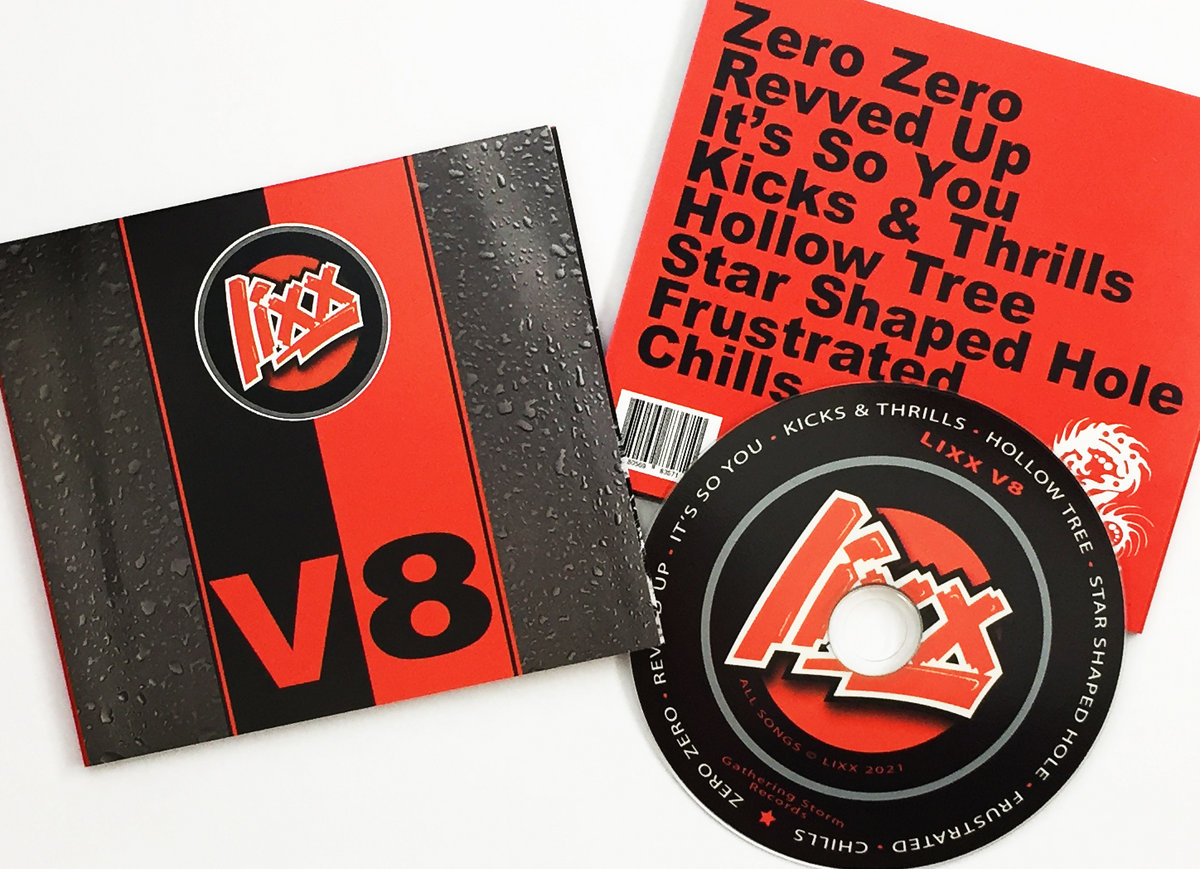 lixx
V8
Zero Zero
Revved Up
It's So You
Kicks & Thrills
Hollow Tree
Star Shaped Hole
Frustrated
Chills
LIXX V8
lixx
ALL SONGS © LIXX 2021
Gathering Storm
Records
ZERO ZERO • REVVED UP • IT'S SO YOU • KICKS & THRILLS • HOLLOW TREE • STAR SHAPED HOLE • FRUSTRATED • CHILLS